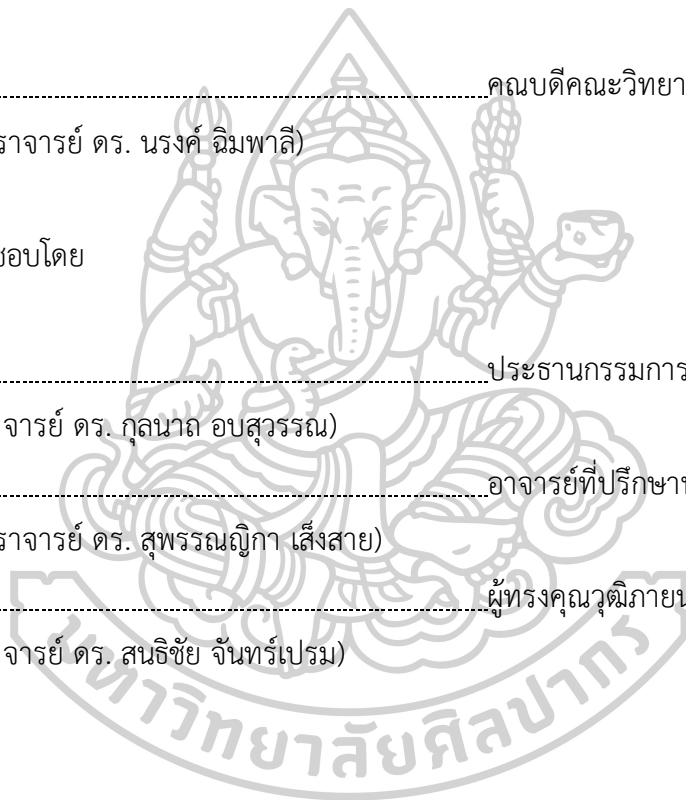 คณบดีคณะวิทยา
ราจารย์ ดร. นรงค์ ฉิมพาลี)
ชอบโดย
ประธานกรรมการ
จารย์ ดร. กุลนาถ อบสุวรรณ)
อาจารย์ที่ปรึกษา
ราจารย์ ดร. สุพรรณญิกา เส็งสาย)
ผู้ทรงคุณวุฒิภายน
จารย์ ดร. สนธิชัย จันทร์เปรม)
มหาวิทยาลัยศิลปากร